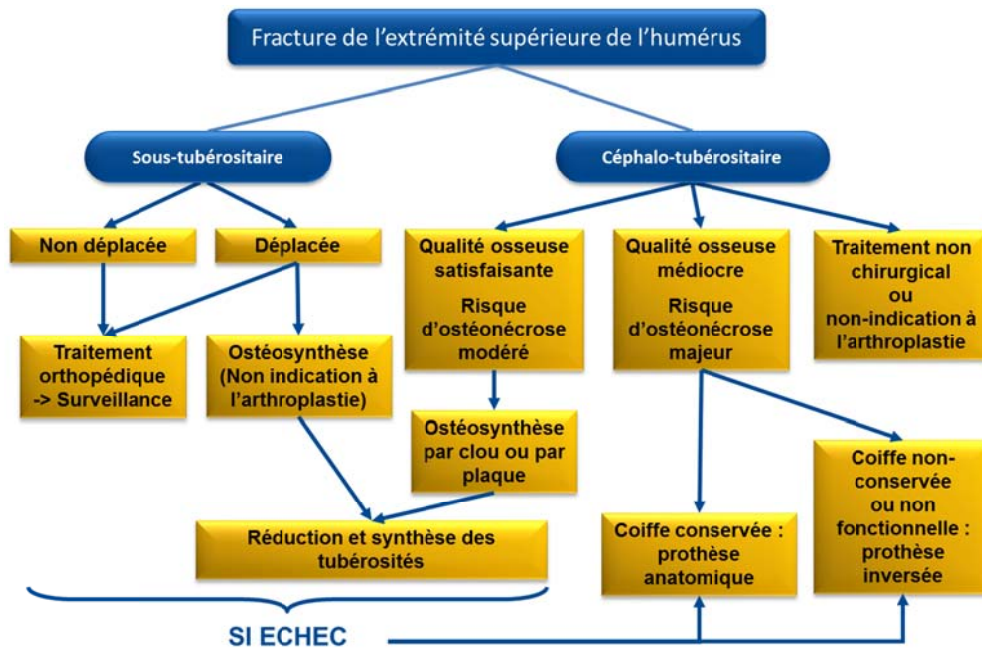 Fracture de l'extrémité supérieure de l'humérus
Sous-tubérositaire
Céphalo-tubérositaire
Non déplacée
Déplacée
Qualité osseuse
satisfaisante
Risque
d'ostéonécrose
modéré
Qualité osseuse
médiocre
Risque
d'ostéonécrose
majeur
Traitement non
chirurgical
ou
non-indication à
l'arthroplastie
Traitement
orthopédique
-> Surveillance
Ostéosynthèse
(Non indication à
l'arthroplastie)
Ostéosynthèse
par clou ou par
plaque
Réduction et synthèse des
tubérosités
Coiffe conservée :
prothèse
anatomique
Coiffe non-
conservée
ou non
fonctionnelle :
prothèse
inversée
SI ECHEC